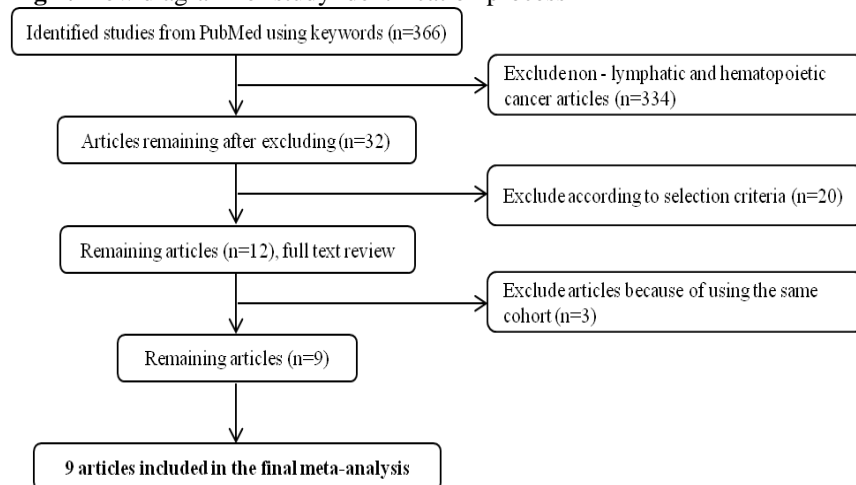 Identified studies from PubMed using keywords (n=366)
Exclude non - lymphatic and hematopoietic
cancer articles (n=334)
Articles remaining after excluding (n=32)
Exclude according to selection criteria (n=20)
Remaining articles (n=12), full text review
Exclude articles because of using the same
cohort (n=3)
Remaining articles (n=9)
9 articles included in the final meta-analysis